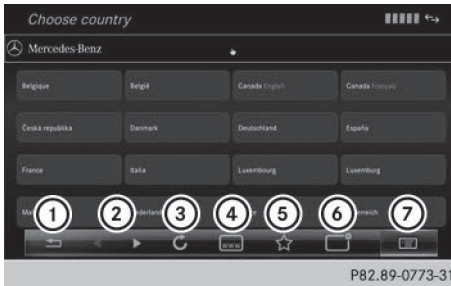 Choose country
Mercedes-Benz
Belgique België Canada English Canada Français
Česká republika Danmark Deutschland España
France Italia Luxembourg Luxemburg
1 2 3 4 5 6 7
www
P82.89-0773-31